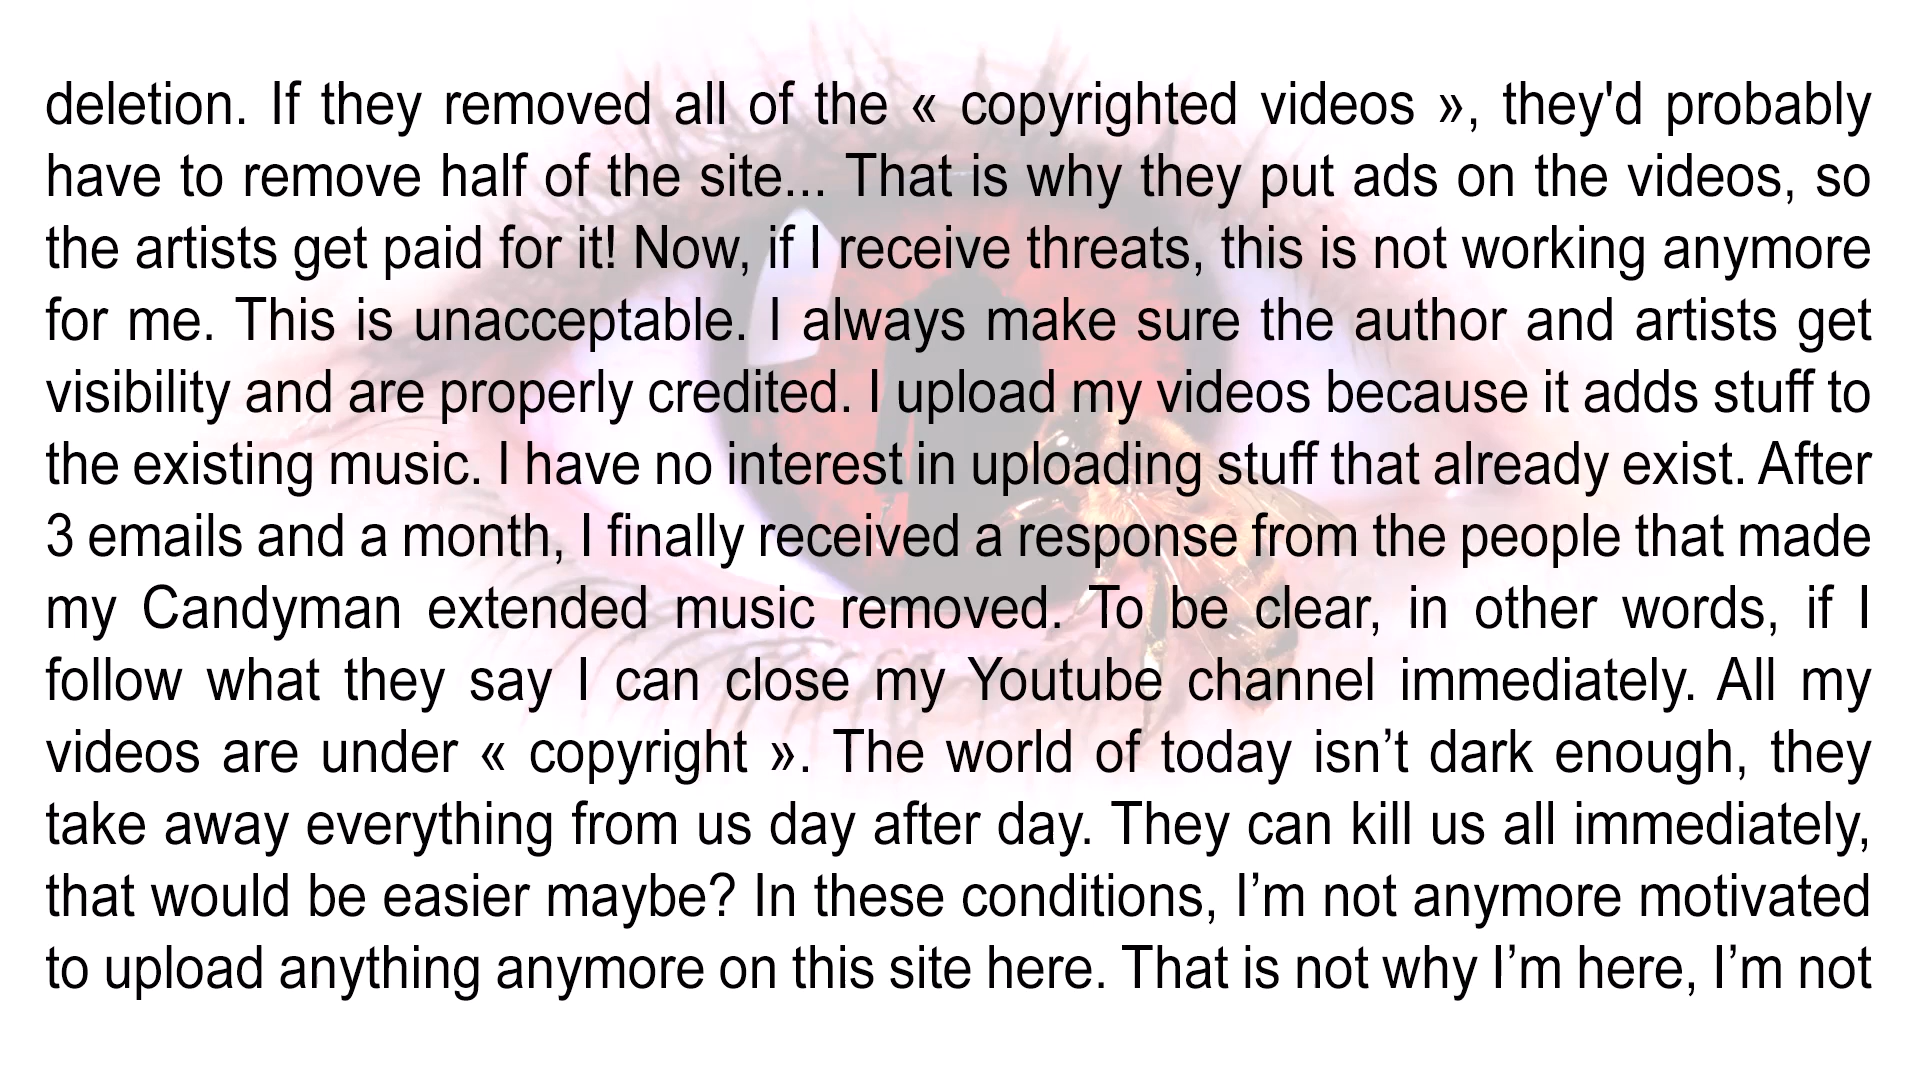 deletion. If they removed all of the « copyrighted videos », they'd probably
have to remove half of the site... That is why they put ads on the videos, so
the artists get paid for it! Now, if I receive threats, this is not working anymore
for me. This is unacceptable. I always make sure the author and artists get
visibility and are properly credited. I upload my videos because it adds stuff to
the existing music. I have no interest in uploading stuff that already exist. After
3 emails and a month, I finally received a response from the people that made
my Candyman extended music removed. To be clear, in other words, if I
follow what they say I can close my Youtube channel immediately. All my
videos are under « copyright ». The world of today isn’t dark enough, they
take away everything from us day after day. They can kill us all immediately,
that would be easier maybe? In these conditions, I’m not anymore motivated
to upload anything anymore on this site here. That is not why I’m here, I’m not